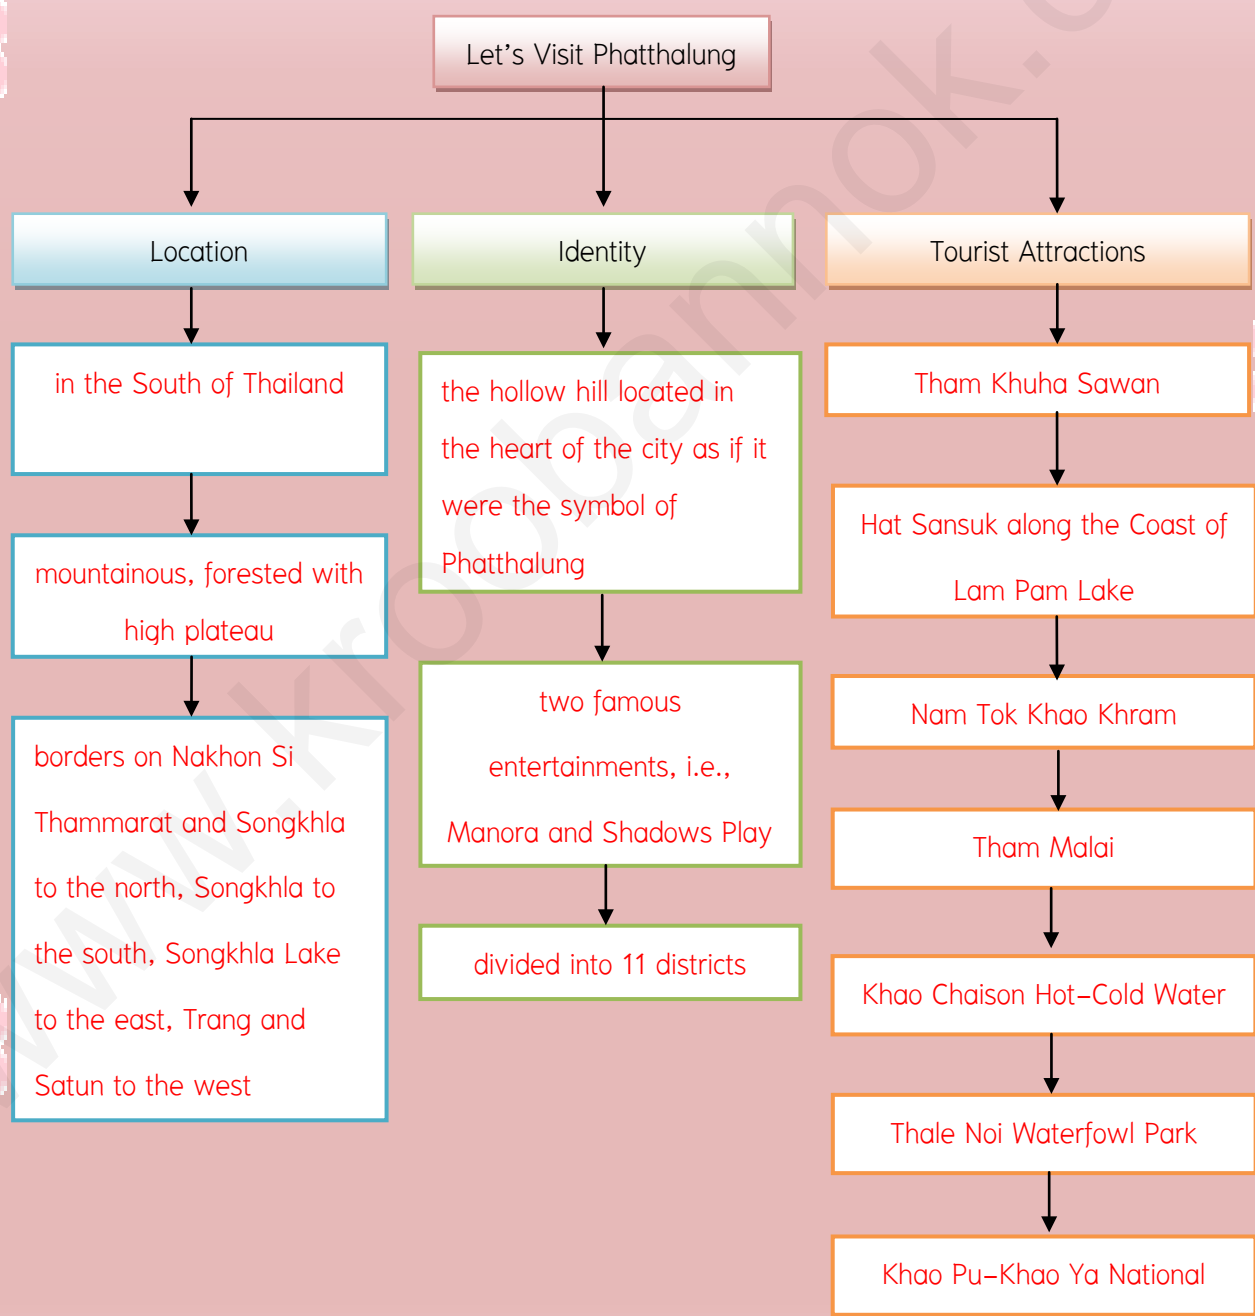 Let's Visit Phatthalung
Location
in the South of Thailand
mountainous, forested with
high plateau
borders on Nakhon Si
Thammarat and Songkhla
to the north, Songkhla to
the south, Songkhla Lake
to the east, Trang and
Satun to the west
Identity
the hollow hill located in
the heart of the city as if it
were the symbol of
Phatthalung
two famous
entertainments, i.e.,
Manora and Shadows Play
divided into 11 districts
Tourist Attractions
Tham Khuha Sawan
Hat Sansuk along the Coast of
Lam Pam Lake
Nam Tok Khao Khram
Tham Malai
Khao Chaison Hot-Cold Water
Thale Noi Waterfowl Park
Khao Pu-Khao Ya National